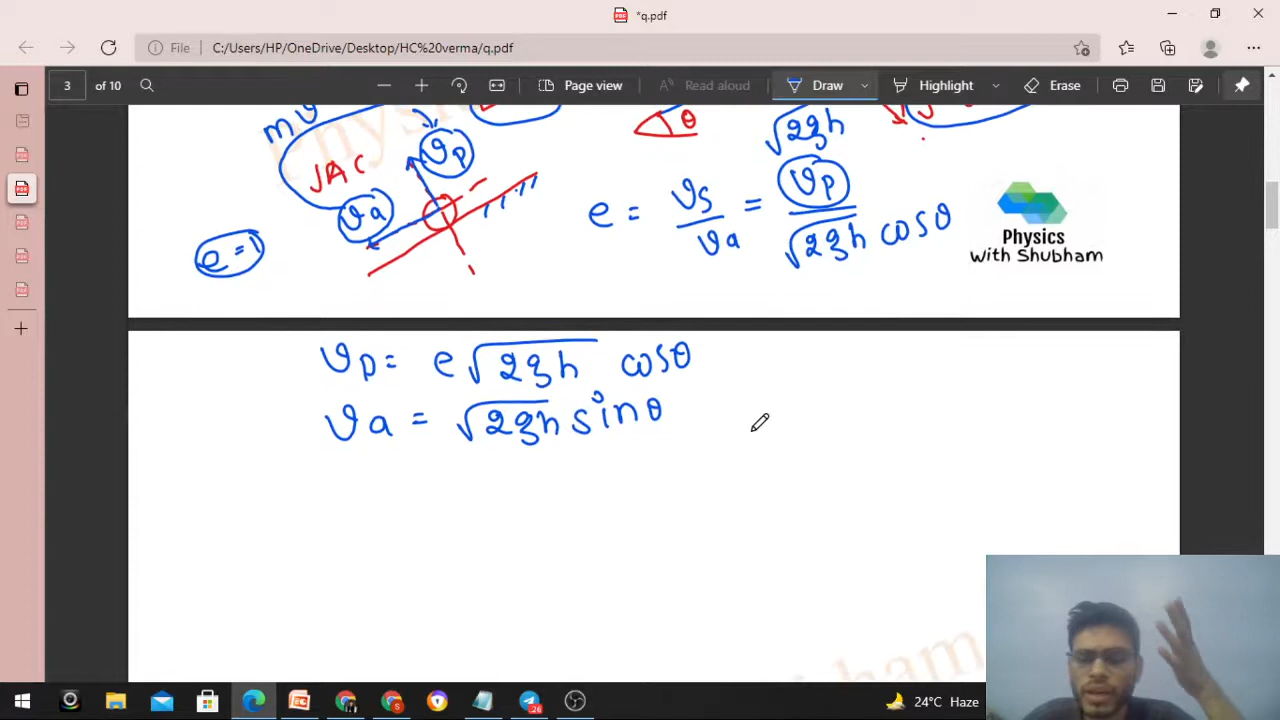 *q.pdf
File C:/Users/HP/OneDrive/Desktop/HC%20verma/q.pdf
3 of 10 Page view Read aloud Draw Highlight Erase
mv
JAC
vp
va
e=1
θ
√2gh
e = vs/va = vp/√2gh cosθ
Physics
With Shubham
vp = e√2gh cosθ
va = √2gh sinθ
24°C Haze